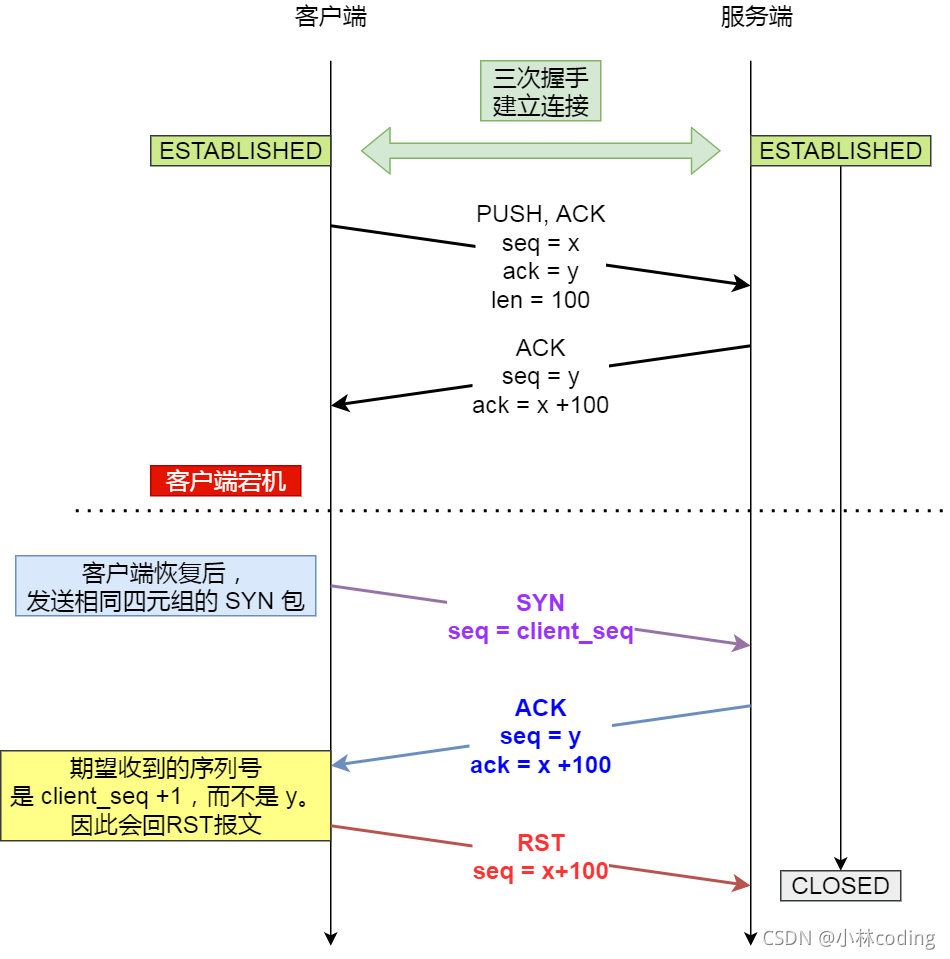 客户端
服务端
三次握手
建立连接
ESTABLISHED
ESTABLISHED
PUSH, ACK
seq = x
ack = y
len = 100
ACK
seq = y
ack = x +100
客户端宕机
客户端恢复后，
发送相同四元组的 SYN 包
SYN
seq = client_seq
ACK
seq = y
ack = x +100
期望收到的序列号
是 client_seq +1，而不是 y。
因此会回RST报文
RST
seq = x+100
CLOSED
CSDN @小林coding